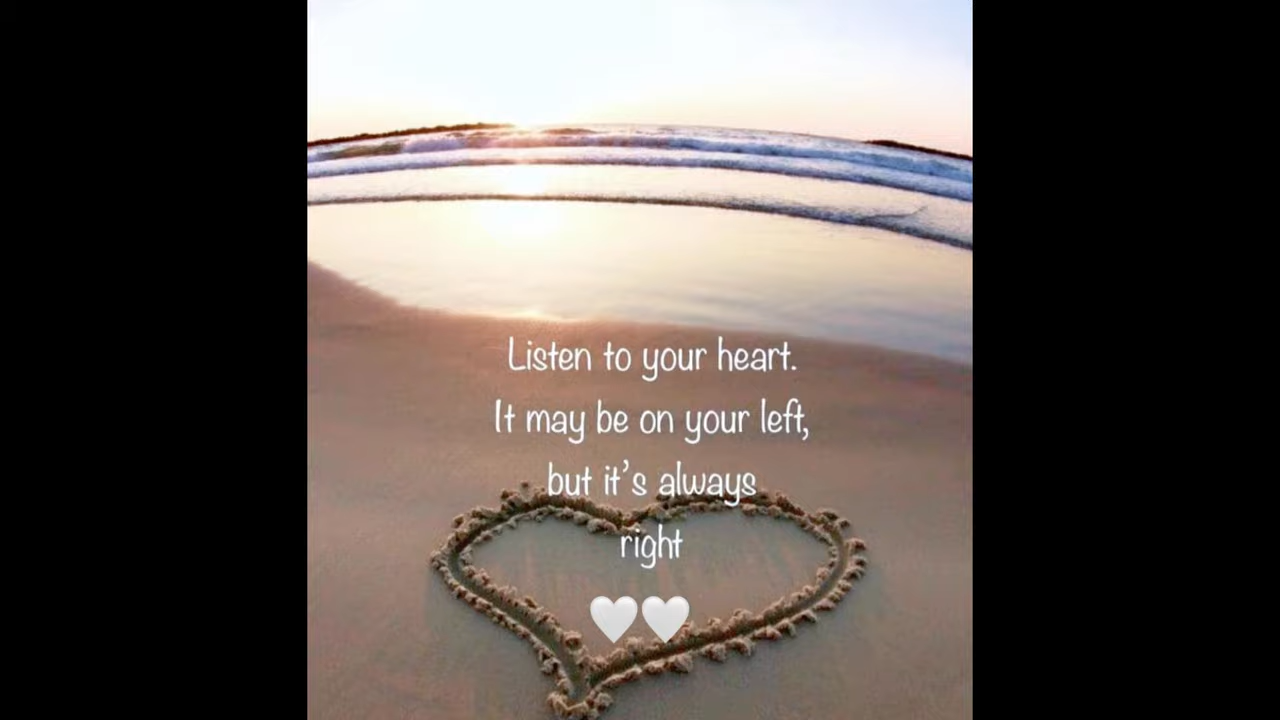 Listen to your heart.
It may be on your left,
but it's always
right
🤍🤍